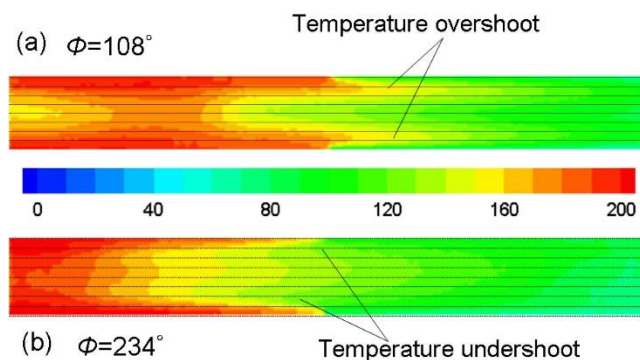 Temperature overshoot
(a) Φ=108°
0 40 80 120 160 200
(b) Φ=234°
Temperature undershoot